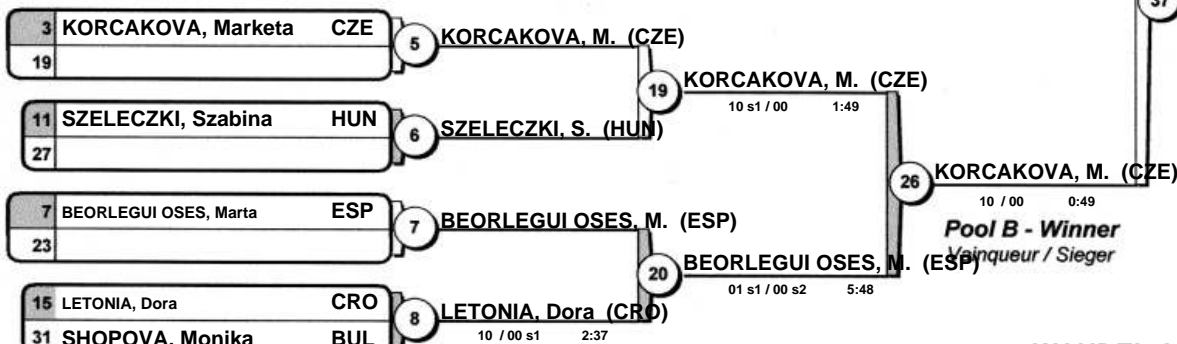 37
3 KORCAKOVA, Marketa CZE
5 KORCAKOVA, M. (CZE)
19
19 KORCAKOVA, M. (CZE)
10 s1 / 00 1:49
11 SZELECZKI, Szabina HUN
6 SZELECZKI, S. (HUN)
27
26 KORCAKOVA, M. (CZE)
10 / 00 0:49
7 BEORLEGUI OSES, Marta ESP
7 BEORLEGUI OSES, M. (ESP)
23
Pool B - Winner
Vainqueur / Sieger
20 BEORLEGUI OSES, M. (ESP)
01 s1 / 00 s2 5:48
15 LETONIA, Dora CRO
8 LETONIA, Dora (CRO)
10 / 00 s1 2:37
31 SHOPOVA, Monika BUL